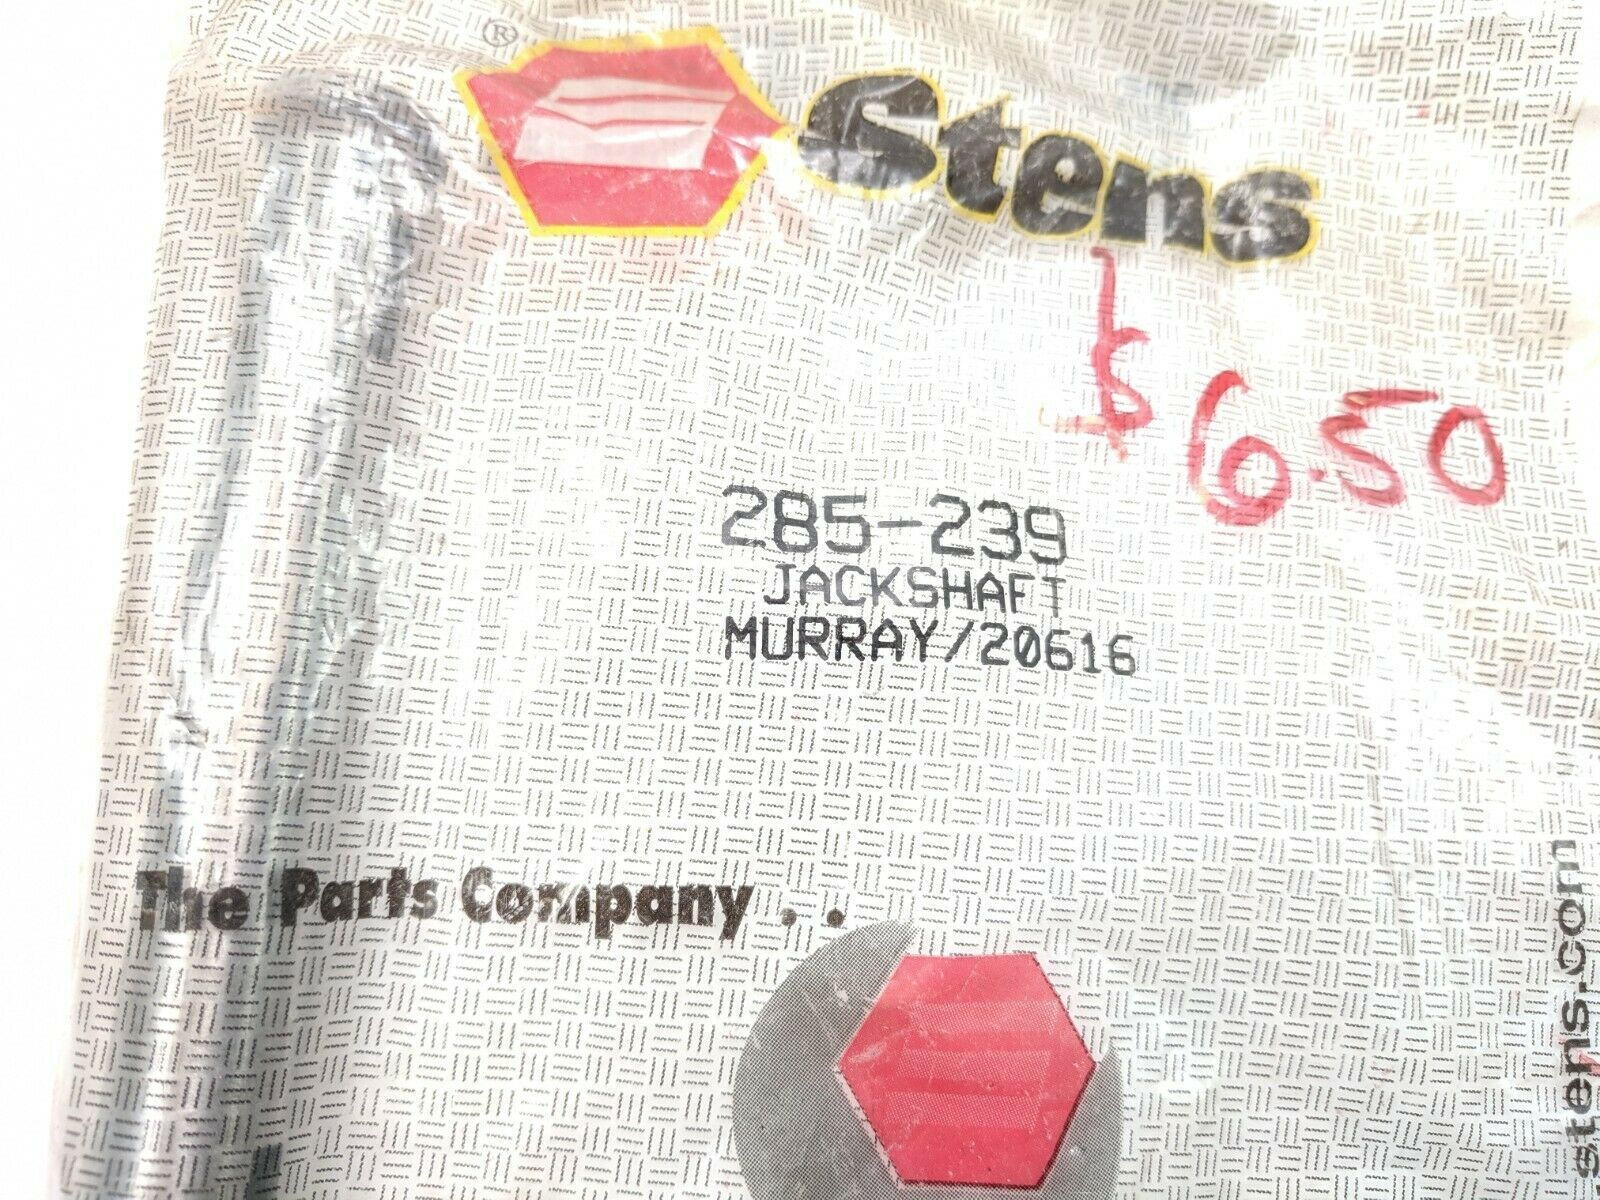 ®
Stens
$6.50
285-239
JACKSHAFT
MURRAY/20616
The Parts Company . .
stens.com